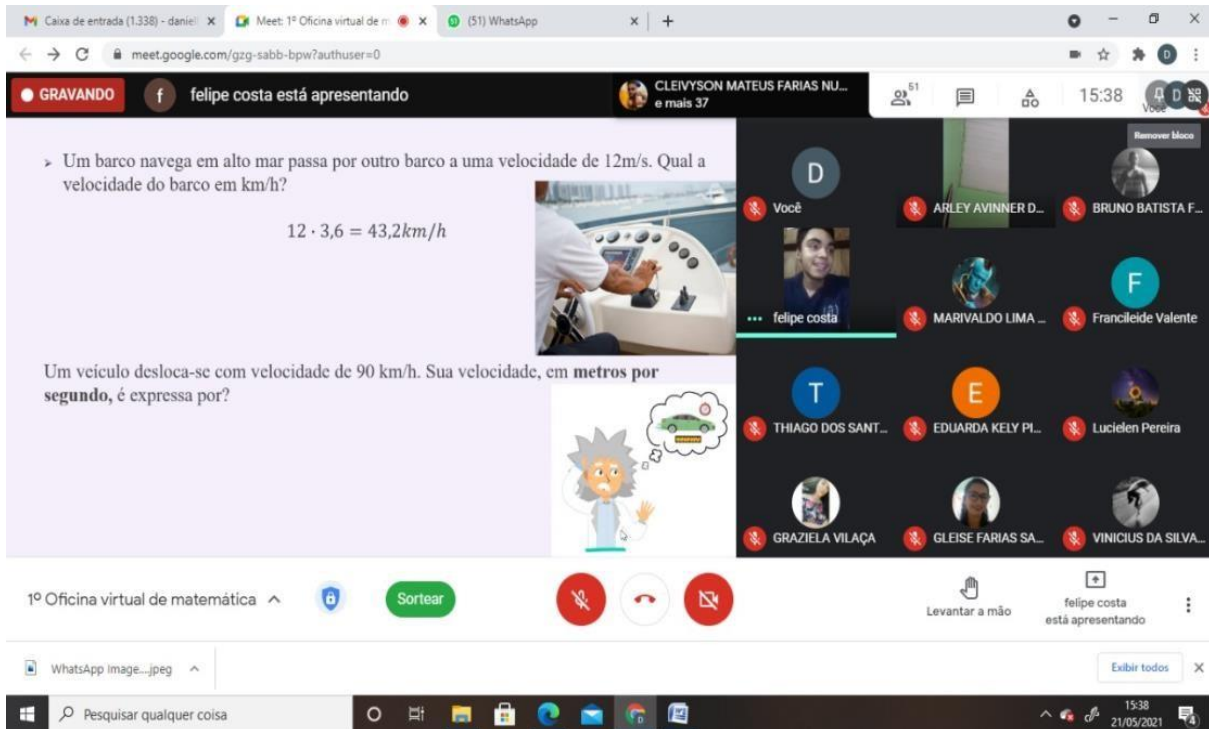 Caixa de entrada (1.338) - daniell
Meet: 1º Oficina virtual de m
(51) WhatsApp
meet.google.com/gzg-sabb-bpw?authuser=0
GRAVANDO
f
felipe costa está apresentando
CLEIVYSON MATEUS FARIAS NU...
e mais 37
51
15:38
D
Você
Remover bloco
Um barco navega em alto mar passa por outro barco a uma velocidade de 12m/s. Qual a
velocidade do barco em km/h?
12 · 3,6 = 43,2km/h
Um veículo desloca-se com velocidade de 90 km/h. Sua velocidade, em metros por
segundo, é expressa por?
D
Você
ARLEY AVINNER D...
BRUNO BATISTA F...
felipe costa
MARIVALDO LIMA ...
F
Francileide Valente
T
THIAGO DOS SANT...
E
EDUARDA KELY PI...
Lucielen Pereira
GRAZIELA VILAÇA
GLEISE FARIAS SA...
VINICIUS DA SILVA...
1º Oficina virtual de matemática
Sortear
Levantar a mão
felipe costa
está apresentando
WhatsApp Image....jpeg
Exibir todos
Pesquisar qualquer coisa
15:38
21/05/2021
4